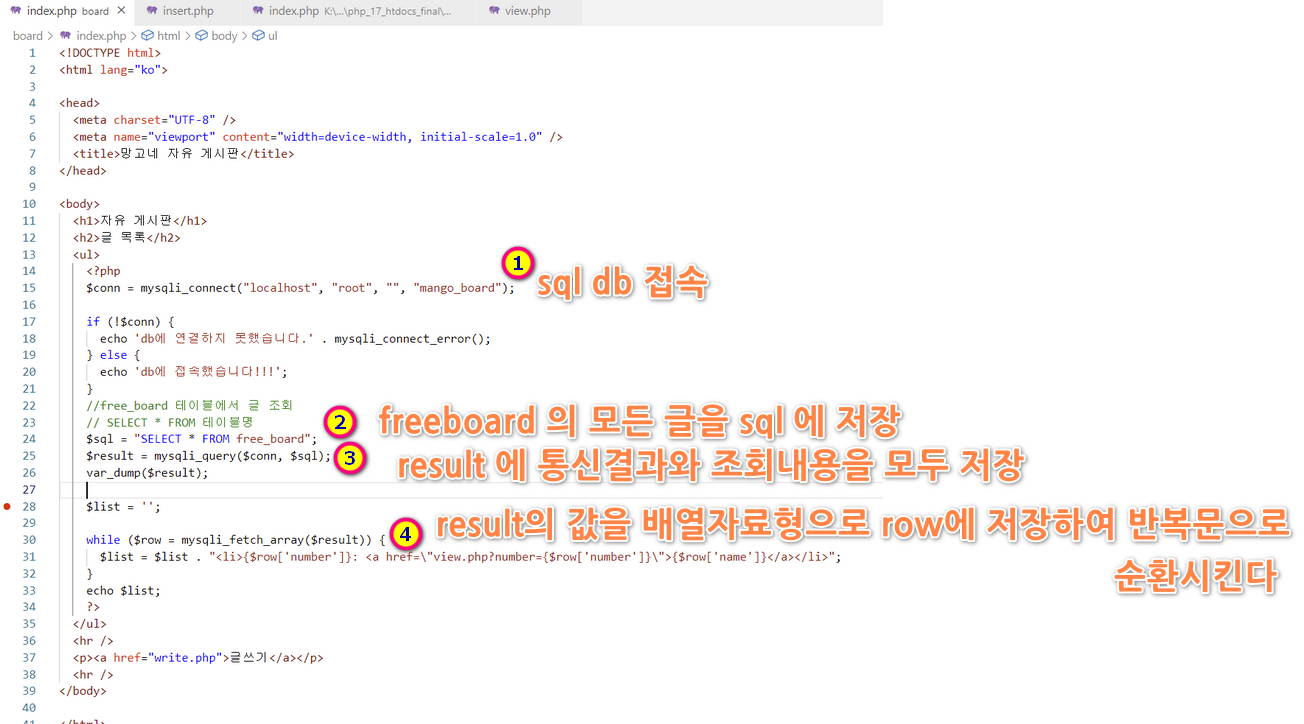 index.php board × insert.php index.php K:\...\php_17_htdocs_final\... view.php
board > index.php > html > body > ul
1 <!DOCTYPE html>
2 <html lang="ko">
3
4 <head>
5 <meta charset="UTF-8" />
6 <meta name="viewport" content="width=device-width, initial-scale=1.0" />
7 <title>망고네 자유 게시판</title>
8 </head>
9
10 <body>
11 <h1>자유 게시판</h1>
12 <h2>글 목록</h2>
13 <ul>
14 <?php
1 sql db 접속
15 $conn = mysqli_connect("localhost", "root", "", "mango_board");
16
17 if (!$conn) {
18 echo 'db에 연결하지 못했습니다.' . mysqli_connect_error();
19 } else {
20 echo 'db에 접속했습니다!!!';
21 }
22 //free_board 테이블에서 글 조회
23 // SELECT * FROM 테이블명
2 freeboard 의 모든 글을 sql 에 저장
24 $sql = "SELECT * FROM free_board";
25 $result = mysqli_query($conn, $sql);
3 result 에 통신결과와 조회내용을 모두 저장
26 var_dump($result);
27
28 $list = '';
29
4 result의 값을 배열자료형으로 row에 저장하여 반복문으로
순환시킨다
30 while ($row = mysqli_fetch_array($result)) {
31 $list = $list . "<li>{$row['number']}: <a href=\"view.php?number={$row['number']}\">{$row['name']}</a></li>";
32 }
33 echo $list;
34 ?>
35 </ul>
36 <hr />
37 <p><a href="write.php">글쓰기</a></p>
38 <hr />
39 </body>
40
41 </html>